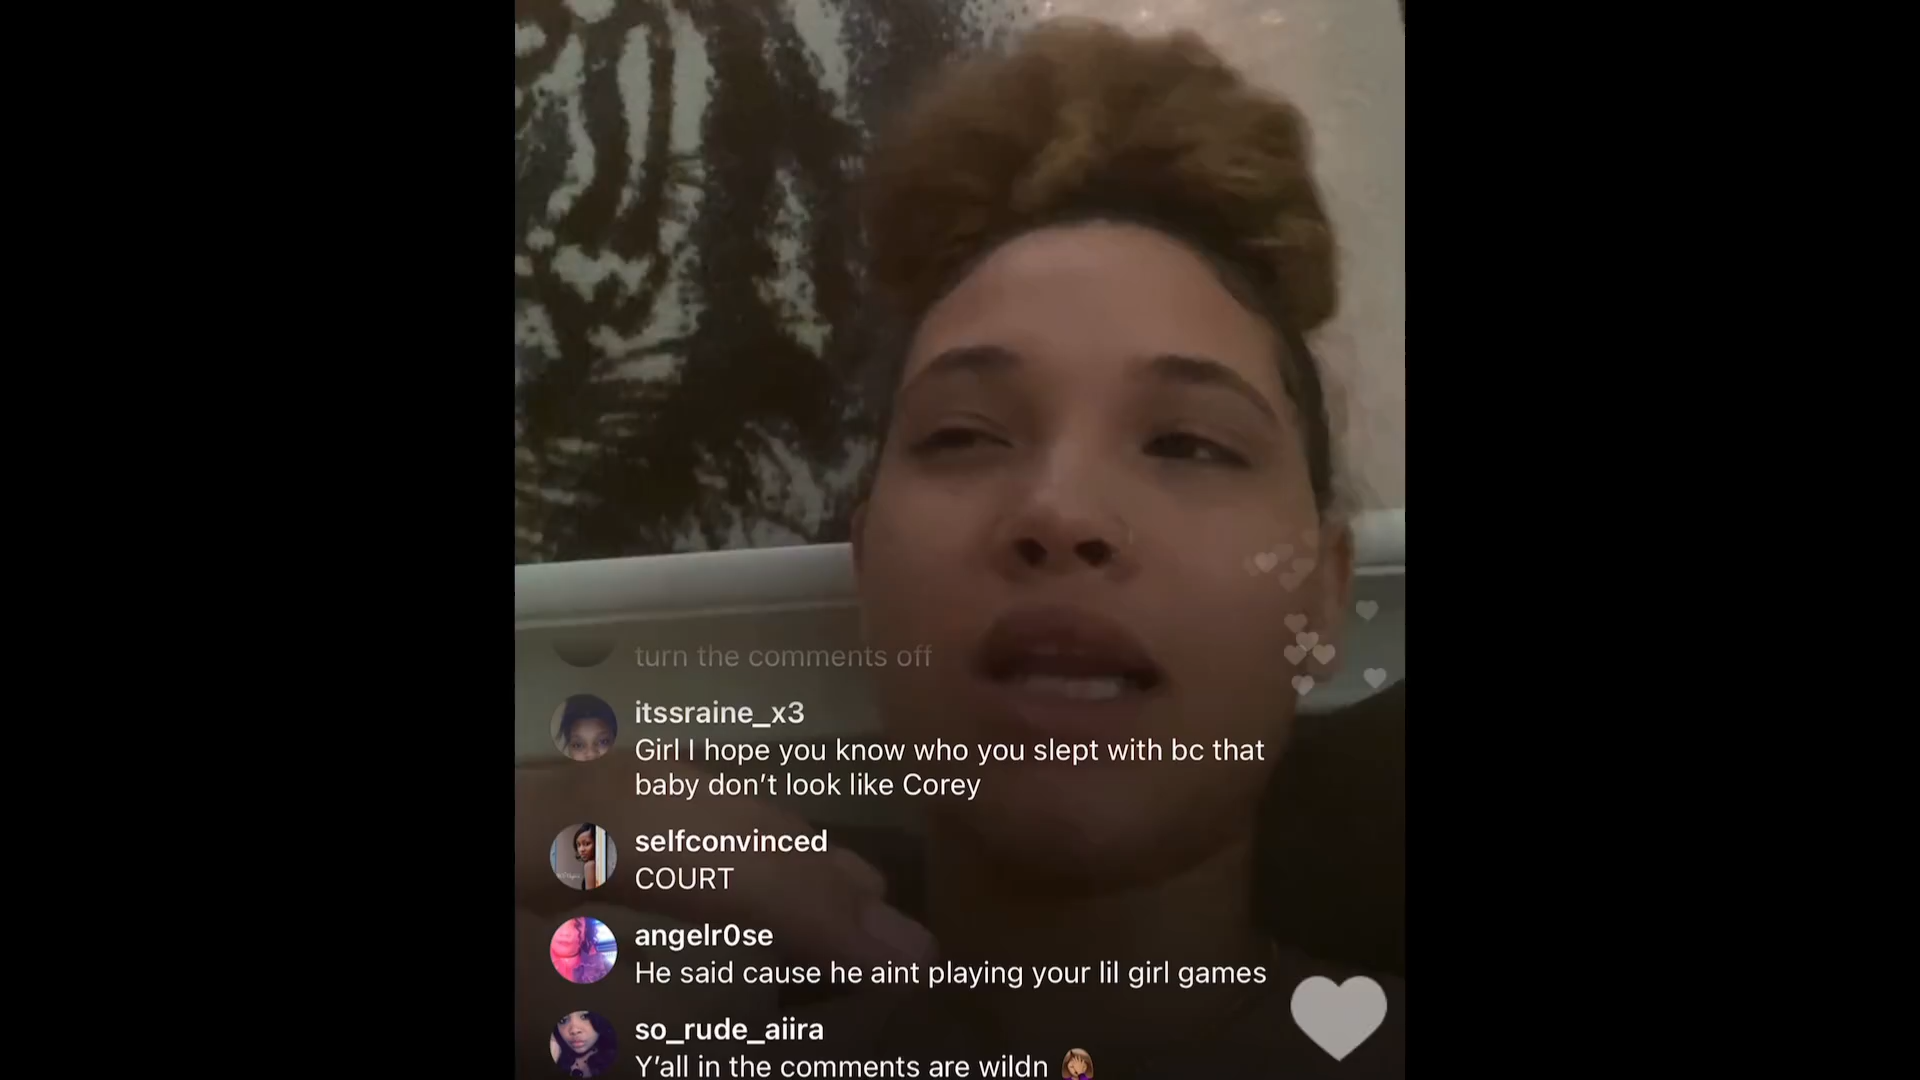 turn the comments off
itssraine_x3
Girl I hope you know who you slept with bc that
baby don't look like Corey
selfconvinced
COURT
angelr0se
He said cause he aint playing your lil girl games
so_rude_aiira
Y'all in the comments are wildn 🤦🏽‍♀️